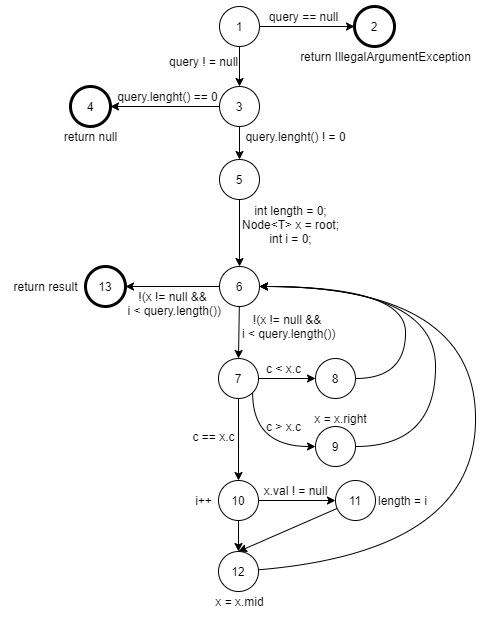 1
query == null
2
return IllegalArgumentException
query ! = null
4
query.lenght() == 0
3
return null
query.lenght() ! = 0
5
int length = 0;
Node<T> x = root;
int i = 0;
return result
13
6
!(x != null &&
i < query.length())
!(x != null &&
i < query.length())
7
c < x.c
8
c > x.c
x = x.right
9
c == x.c
i++
10
x.val ! = null
11
length = i
12
x = x.mid